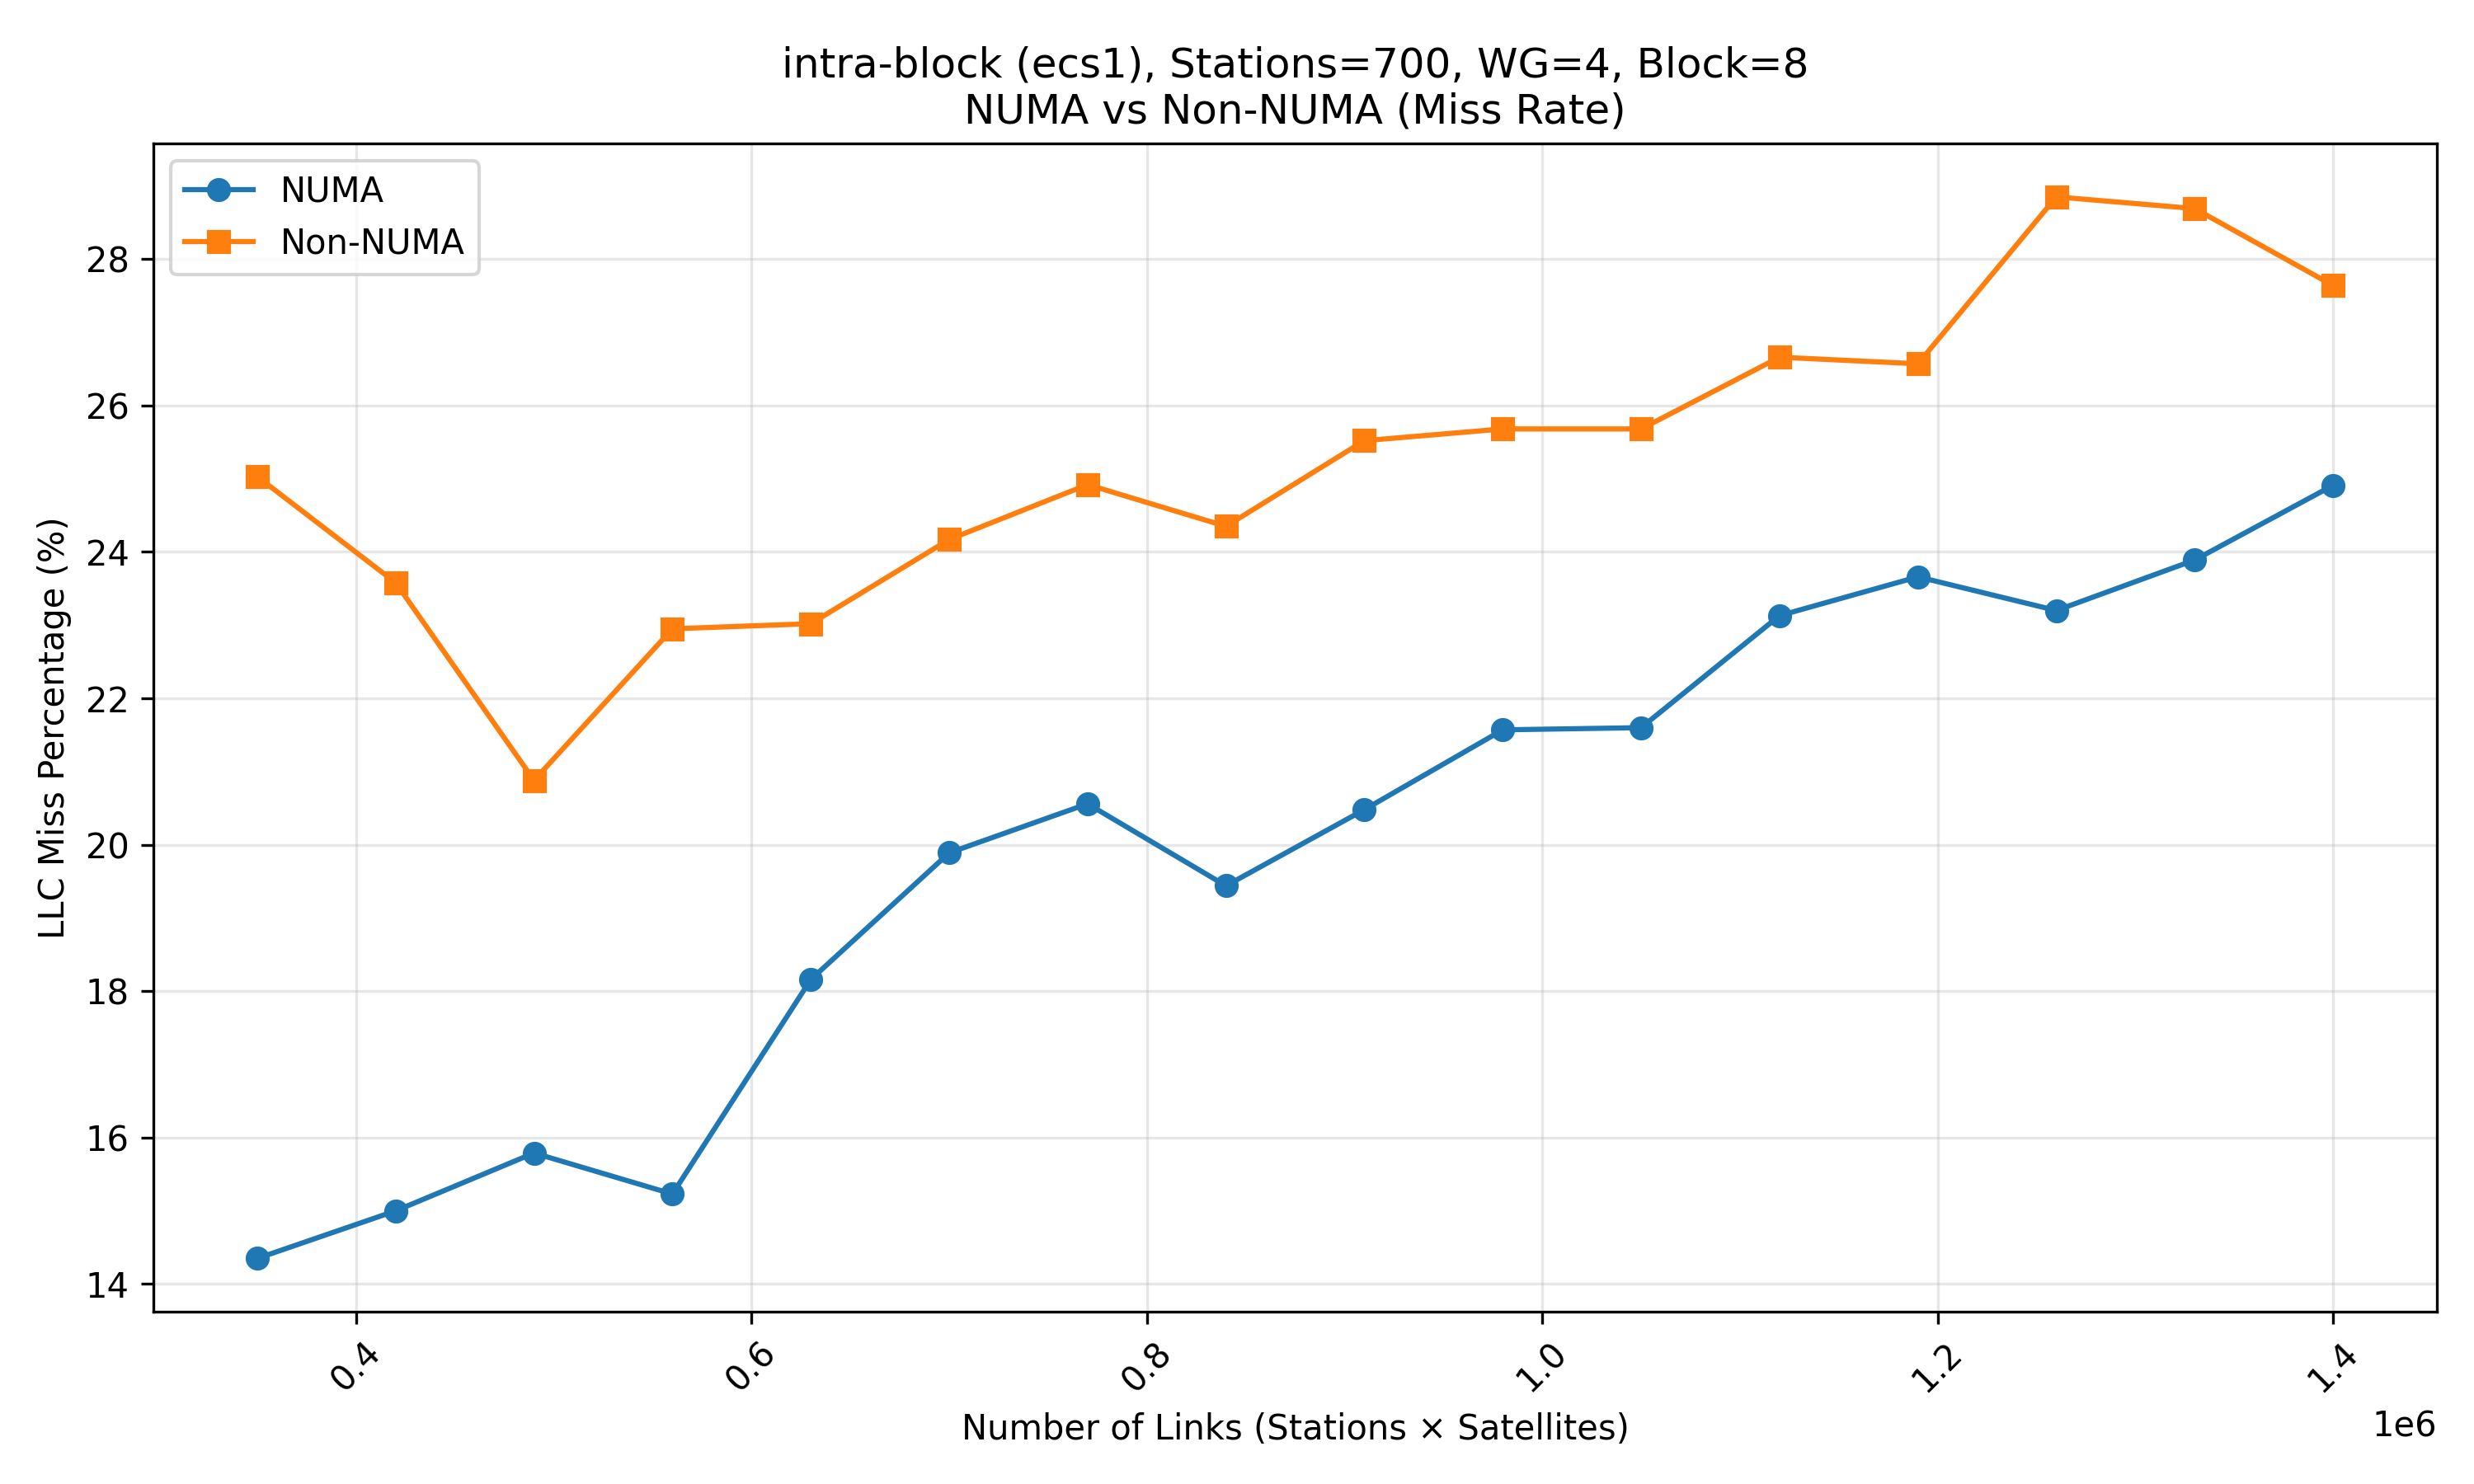 intra-block (ecs1), Stations=700, WG=4, Block=8
NUMA vs Non-NUMA (Miss Rate)
NUMA
Non-NUMA
LLC Miss Percentage (%)
28
26
24
22
20
18
16
14
0.4
0.6
0.8
1.0
1.2
1.4
1e6
Number of Links (Stations × Satellites)